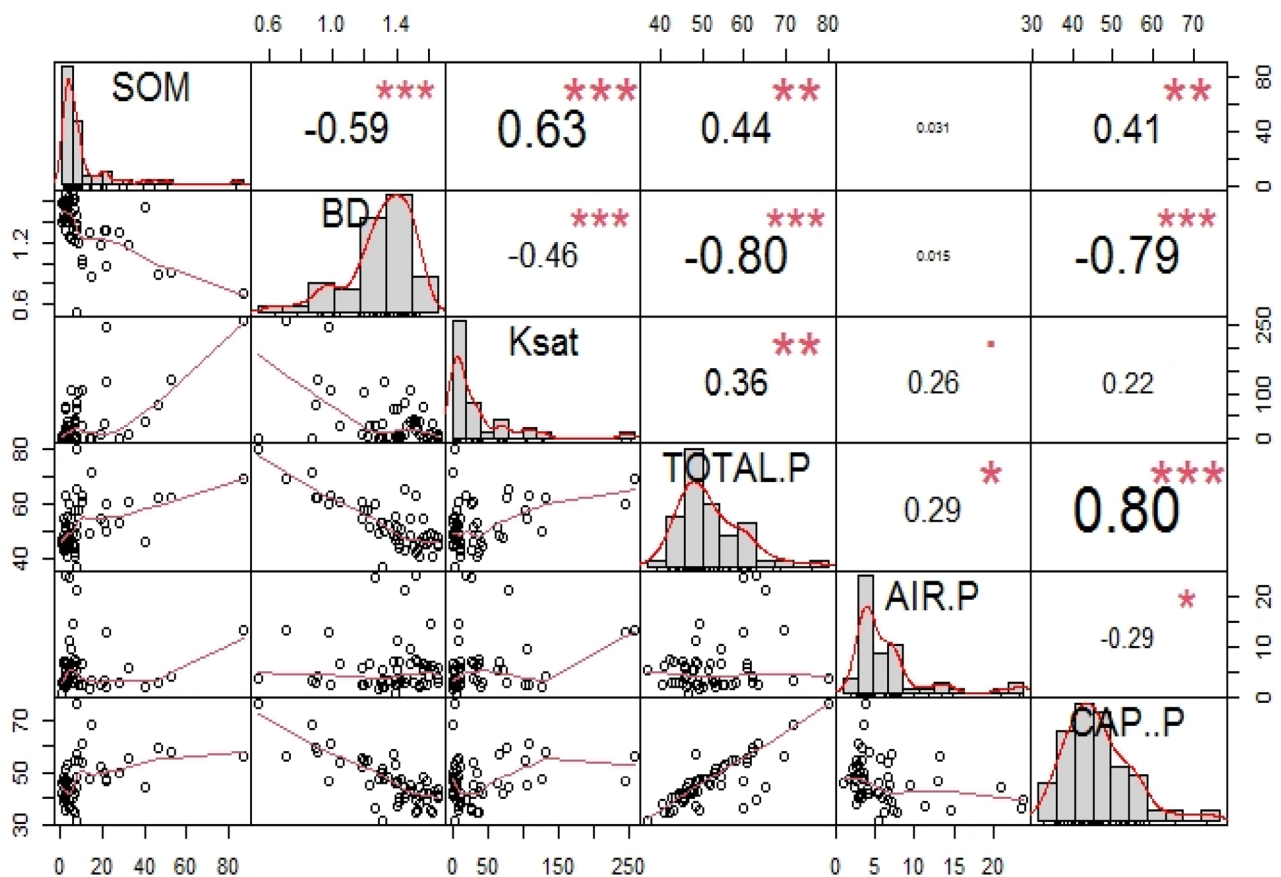 0.6 1.0 1.4 40 50 60 70 80 30 40 50 60 70
SOM -0.59 *** 0.63 *** 0.44 ** 0.031 0.41 ** 0 40 80
0.6 1.2 BD -0.46 *** -0.80 *** 0.015 -0.79 ***
Ksat 0.36 ** 0.26 . 0.22 0 100 250
40 60 80 TOTAL.P 0.29 * 0.80 ***
AIR.P -0.29 * 0 10 20
30 50 70 CAP..P
0 20 40 60 80 0 50 150 250 0 5 10 15 20